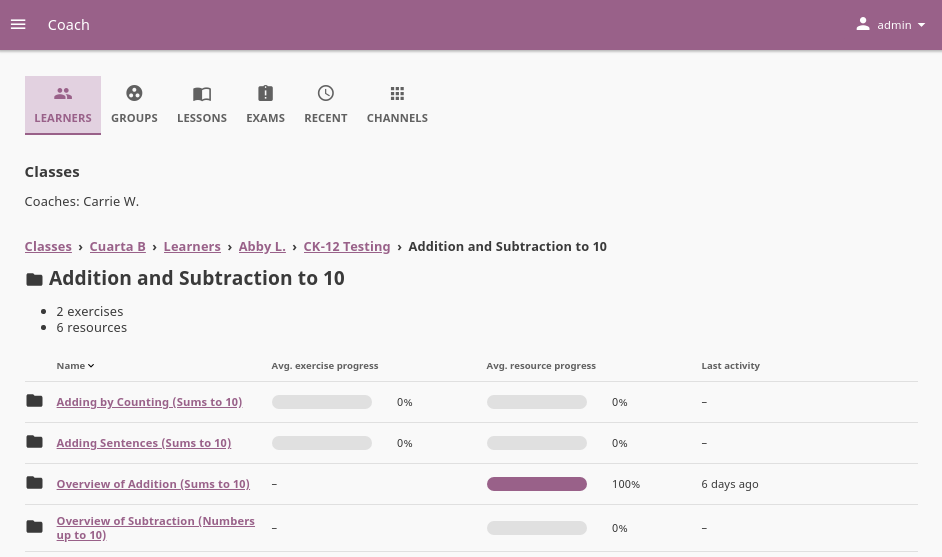 Coach
admin
LEARNERS GROUPS LESSONS EXAMS RECENT CHANNELS
Classes
Coaches: Carrie W.
Classes › Cuarta B › Learners › Abby L. › CK-12 Testing › Addition and Subtraction to 10
Addition and Subtraction to 10
• 2 exercises
• 6 resources
Name Avg. exercise progress Avg. resource progress Last activity
Adding by Counting (Sums to 10) 0% 0% –
Adding Sentences (Sums to 10) 0% 0% –
Overview of Addition (Sums to 10) – 100% 6 days ago
Overview of Subtraction (Numbers
up to 10) – 0% –